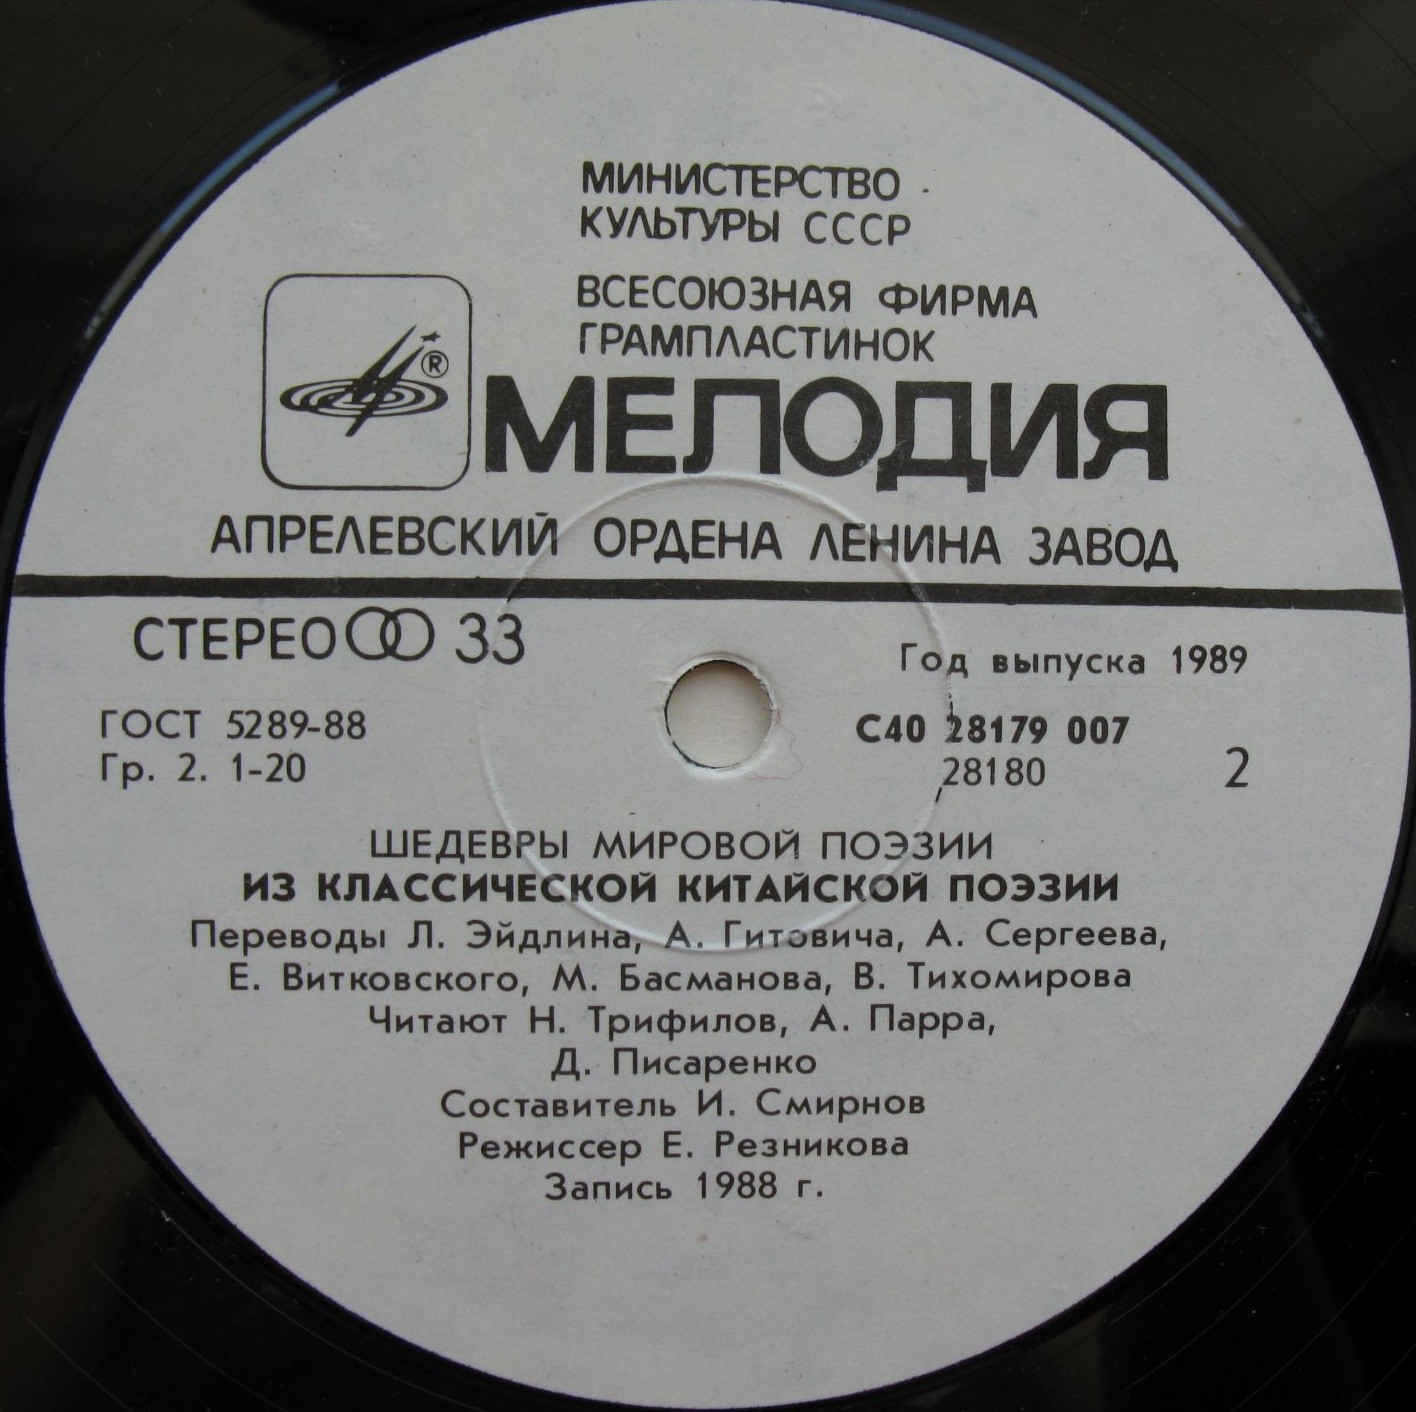 МИНИСТЕРСТВО
КУЛЬТУРЫ СССР
ВСЕСОЮЗНАЯ ФИРМА
ГРАМПЛАСТИНОК
®
МЕЛОДИЯ
АПРЕЛЕВСКИЙ ОРДЕНА ЛЕНИНА ЗАВОД
СТЕРЕО 33
Год выпуска 1989
ГОСТ 5289-88
С40 28179 007
Гр. 2. 1-20
28180
2
ШЕДЕВРЫ МИРОВОЙ ПОЭЗИИ
ИЗ КЛАССИЧЕСКОЙ КИТАЙСКОЙ ПОЭЗИИ
Переводы Л. Эйдлина, А. Гитовича, А. Сергеева,
Е. Витковского, М. Басманова, В. Тихомирова
Читают Н. Трифилов, А. Парра,
Д. Писаренко
Составитель И. Смирнов
Режиссер Е. Резникова
Запись 1988 г.